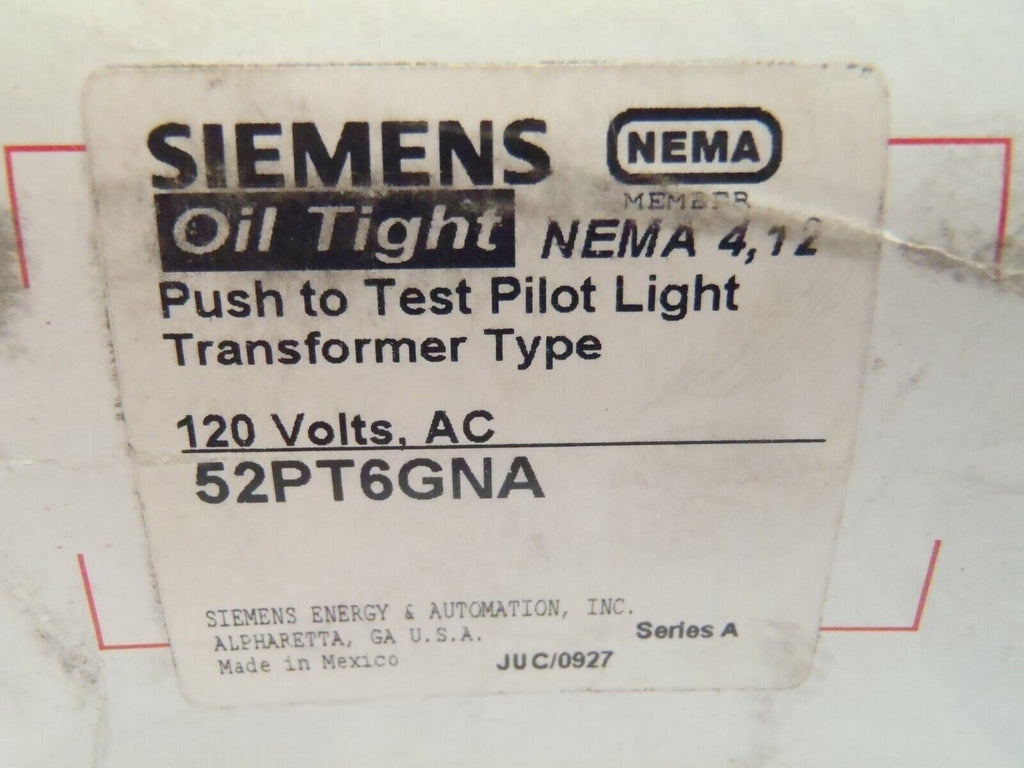 SIEMENS
NEMA
MEMBER
Oil Tight
NEMA 4,12
Push to Test Pilot Light
Transformer Type
120 Volts, AC
52PT6GNA
SIEMENS ENERGY & AUTOMATION, INC.
ALPHARETTA, GA U.S.A.
Series A
Made in Mexico
JUC/0927